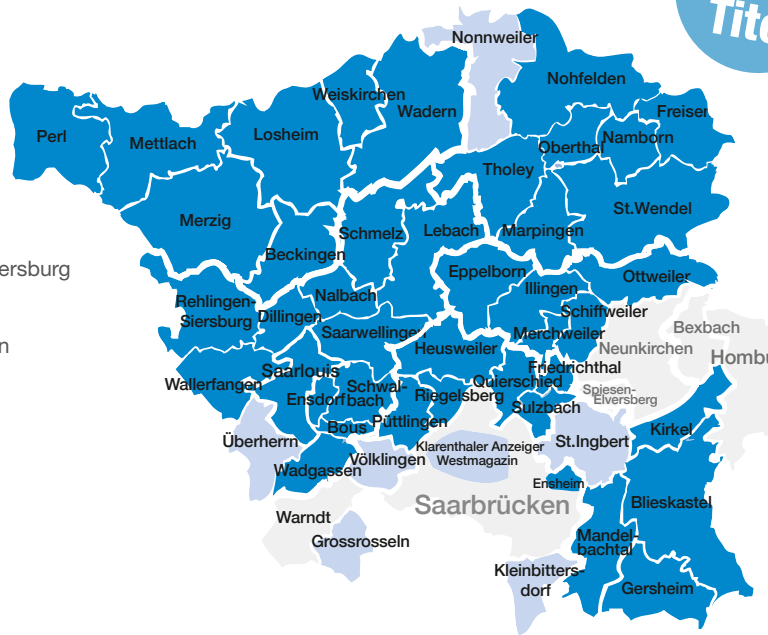 Tite
Nonnweiler
Nohfelden
Weiskirchen
Wadern
Freisen
Perl
Mettlach
Losheim
Oberthal
Namborn
Tholey
Merzig
St.Wendel
Schmelz
Lebach
Marpingen
Beckingen
ersburg
Eppelborn
Ottweiler
Illingen
Rehlingen-
Siersburg
Nalbach
Dillingen
Schiffweiler
Saarwellingen
Merchweiler
Bexbach
n
Heusweiler
Neunkirchen
Hombu
Friedrichthal
Saarlouis
Wallerfangen
Quierschied
Schwal-
bach
Ensdorf
Riegelsberg
Spiesen-
Elversberg
Sulzbach
Bous
Püttlingen
Kirkel
Überherrn
Klarenthaler Anzeiger
Westmagazin
St.Ingbert
Völklingen
Wadgassen
Ensheim
Saarbrücken
Blieskastel
Warndt
Grossrosseln
Mandel-
bachtal
Kleinbitters-
dorf
Gersheim